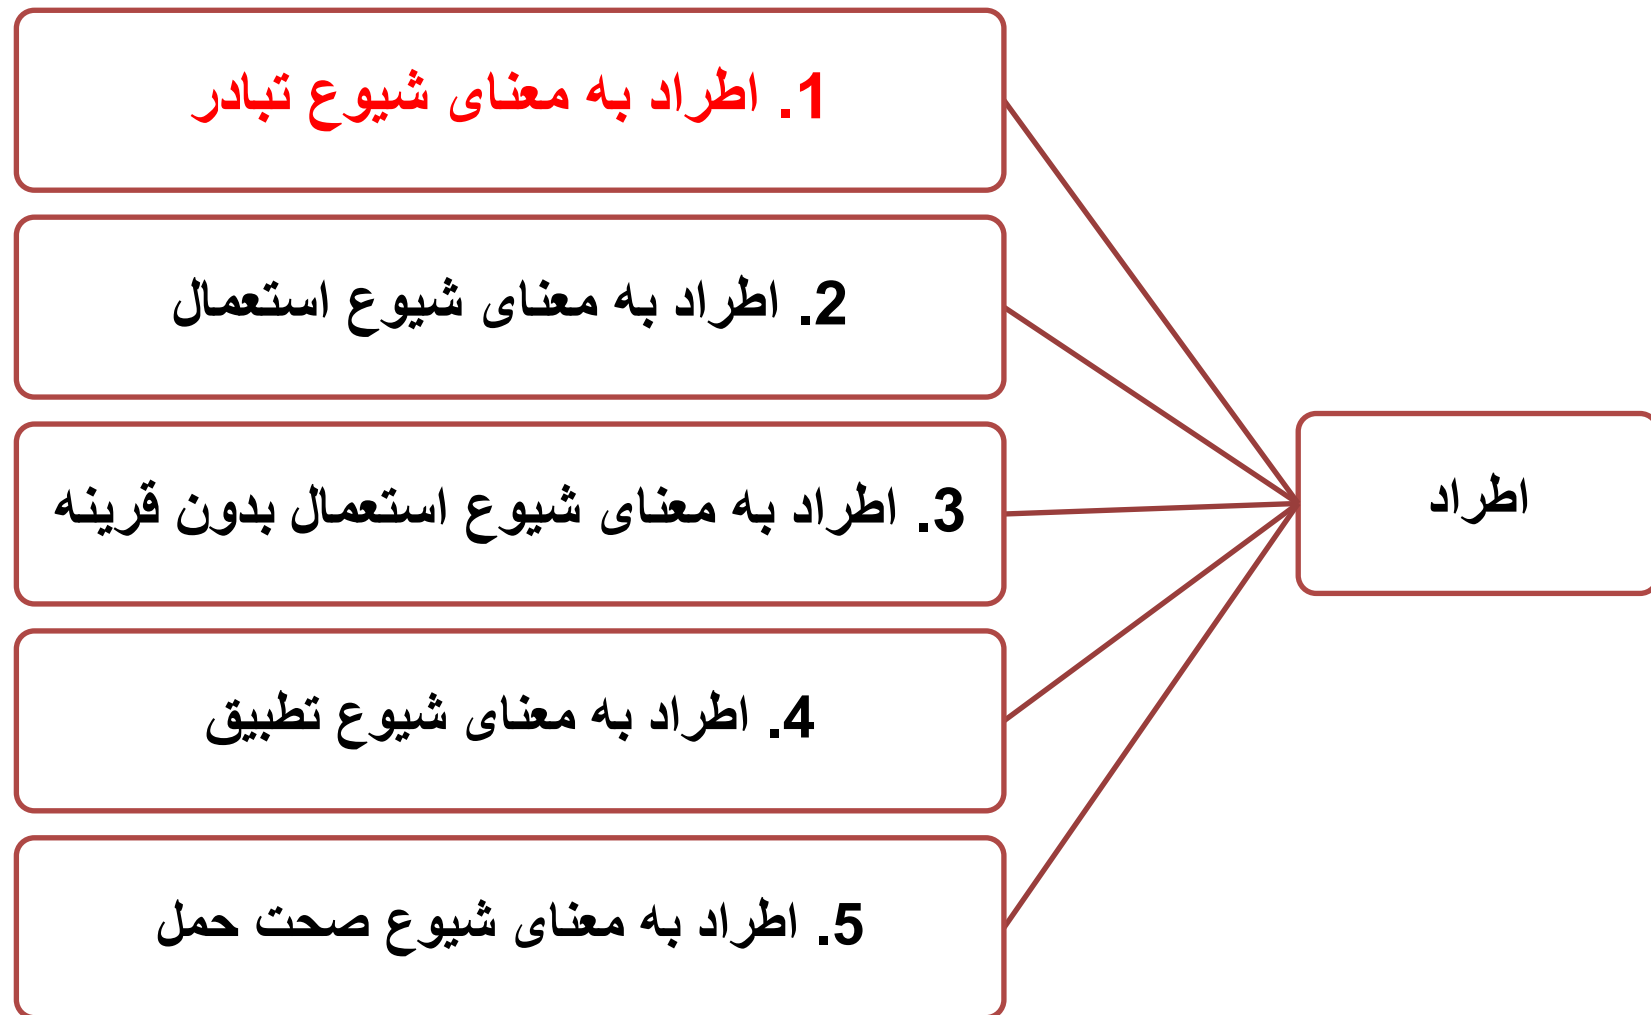 اطراد
1. اطراد به معنای شیوع تبادر
2. اطراد به معنای شیوع استعمال
3. اطراد به معنای شیوع استعمال بدون قرینه
4. اطراد به معنای شیوع تطبیق
5. اطراد به معنای شیوع صحت حمل